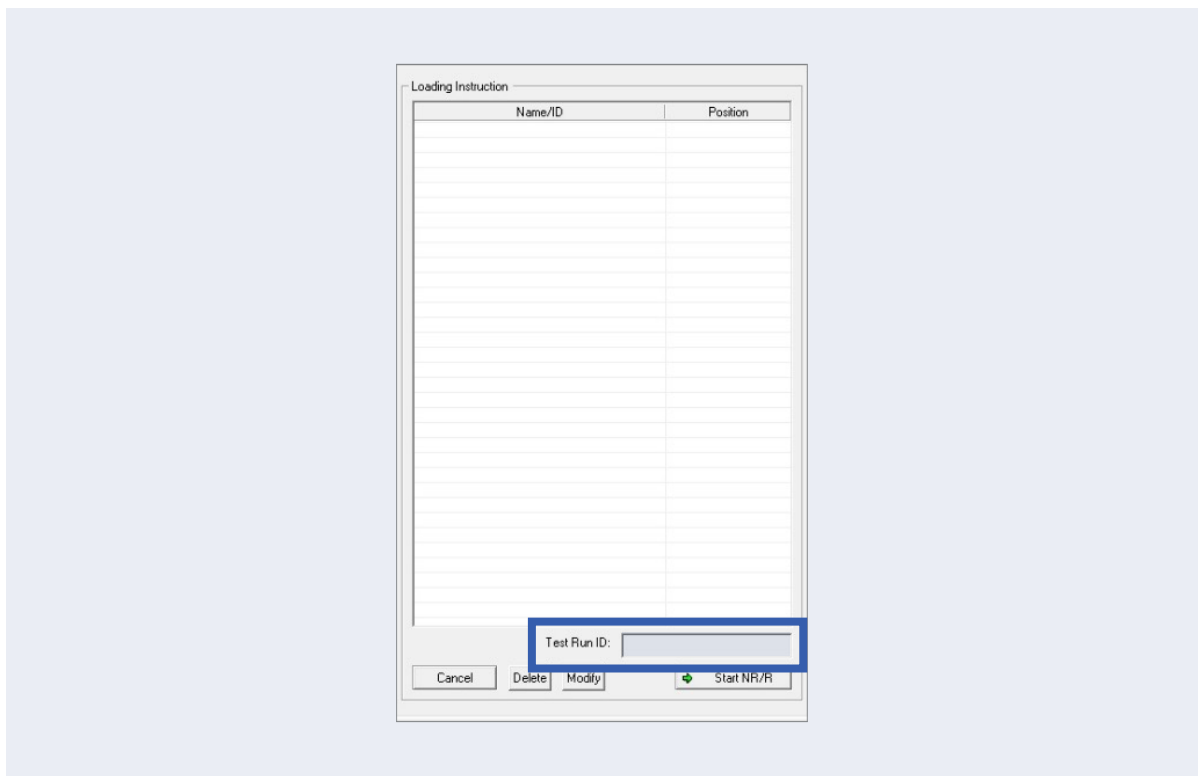 Loading Instruction
Name/ID Position
Test Run ID:
Cancel Delete Modify Start NR/R